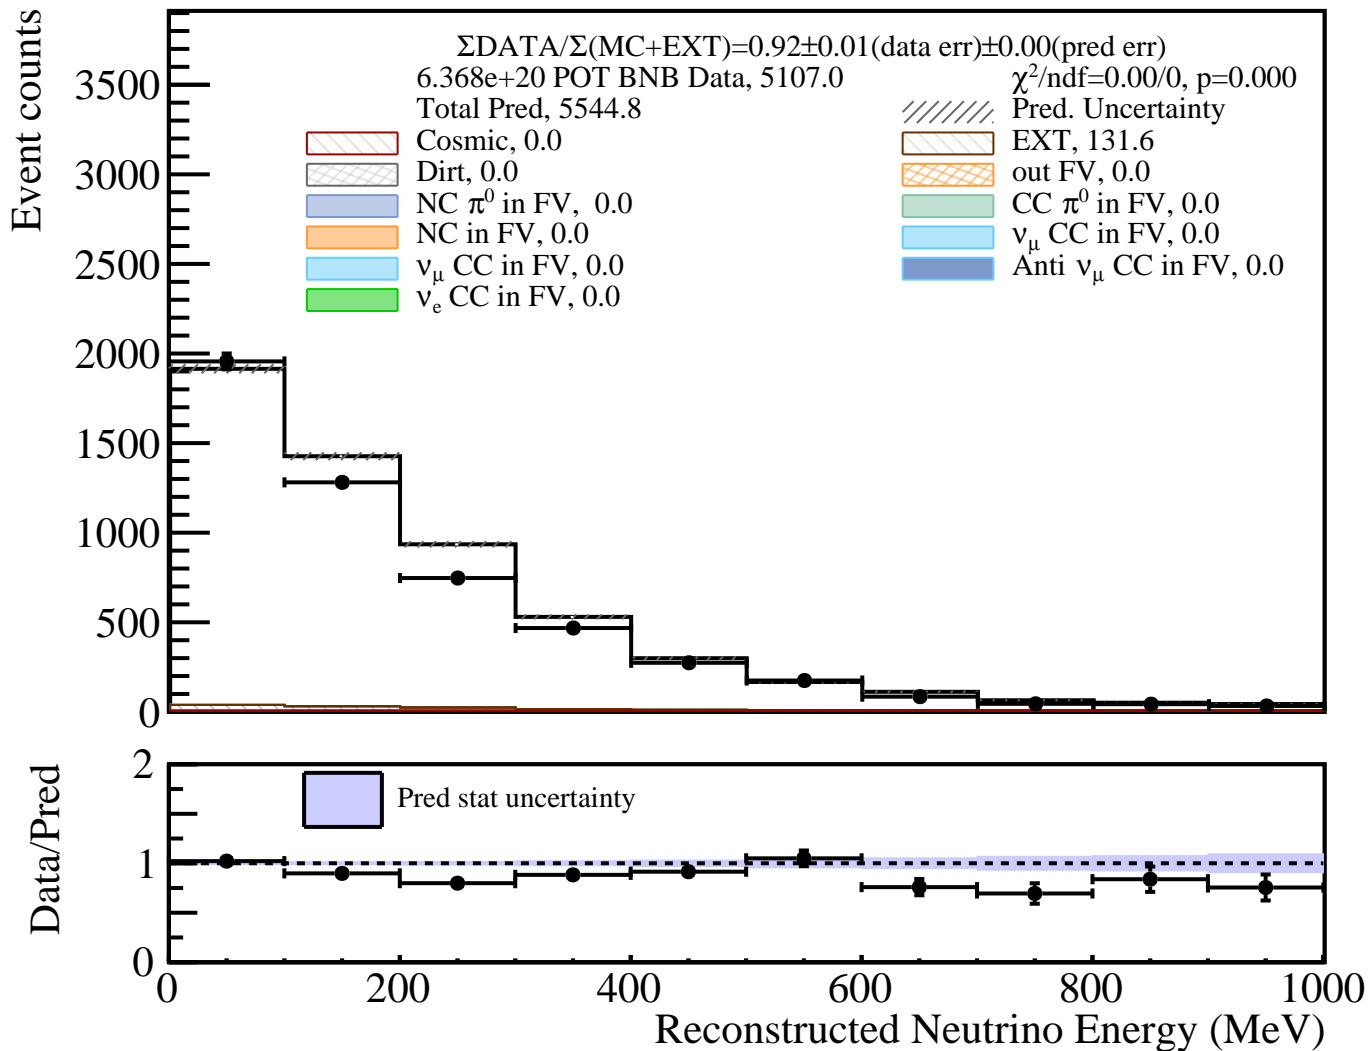 ΣDATA/Σ(MC+EXT)=0.92±0.01(data err)±0.00(pred err)
6.368e+20 POT BNB Data, 5107.0
χ²/ndf=0.00/0, p=0.000
Total Pred, 5544.8
Pred. Uncertainty
Cosmic, 0.0
EXT, 131.6
Dirt, 0.0
out FV, 0.0
NC π⁰ in FV, 0.0
CC π⁰ in FV, 0.0
NC in FV, 0.0
ν_μ CC in FV, 0.0
ν_μ CC in FV, 0.0
Anti ν_μ CC in FV, 0.0
ν_e CC in FV, 0.0
Event counts
3500
3000
2500
2000
1500
1000
500
0
Pred stat uncertainty
Data/Pred
2
1
0
0 200 400 600 800 1000
Reconstructed Neutrino Energy (MeV)